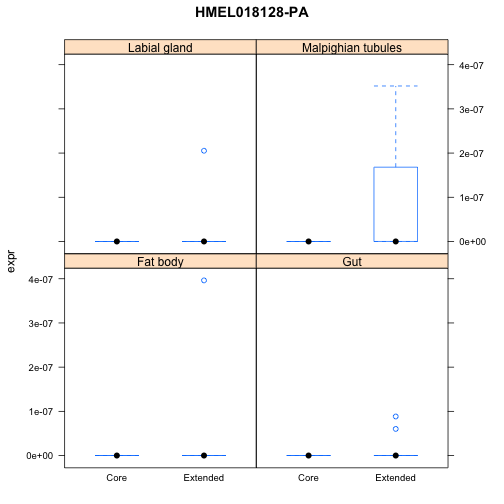 HMEL018128-PA
Labial gland
Malpighian tubules
4e-07
3e-07
2e-07
1e-07
0e+00
expr
Fat body
Gut
4e-07
3e-07
2e-07
1e-07
0e+00
Core
Extended
Core
Extended